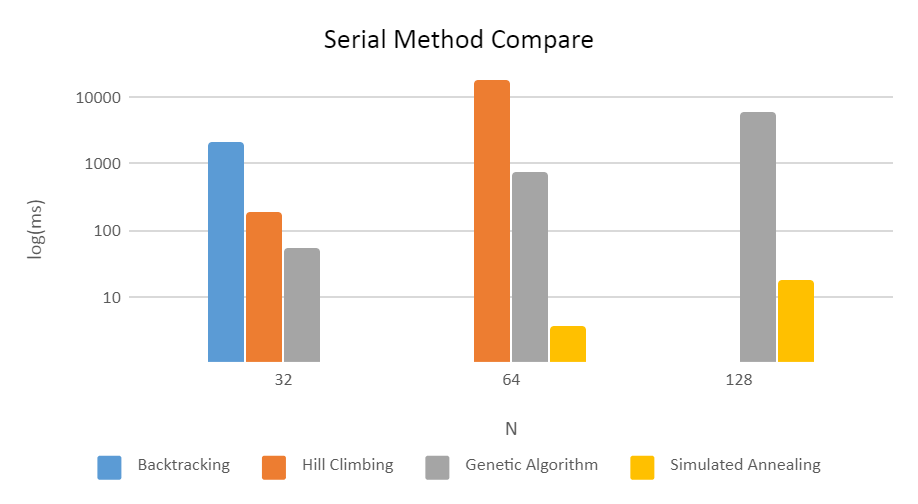 Serial Method Compare
10000
1000
100
10
log(ms)
32 64 128
N
Backtracking Hill Climbing Genetic Algorithm Simulated Annealing